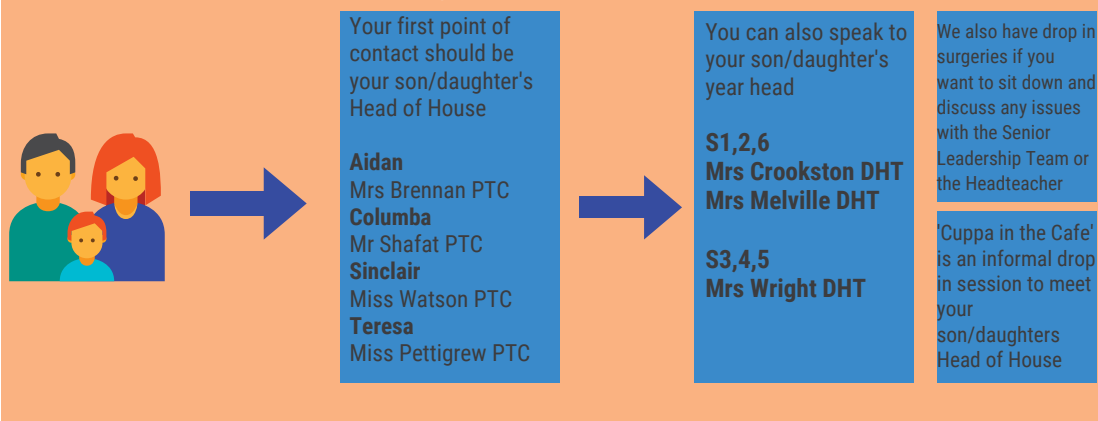 Your first point of
contact should be
your son/daughter's
Head of House
Aidan
Mrs Brennan PTC
Columba
Mr Shafat PTC
Sinclair
Miss Watson PTC
Teresa
Miss Pettigrew PTC
You can also speak to
your son/daughter's
year head
S1,2,6
Mrs Crookston DHT
Mrs Melville DHT
S3,4,5
Mrs Wright DHT
We also have drop in
surgeries if you
want to sit down and
discuss any issues
with the Senior
Leadership Team or
the Headteacher
'Cuppa in the Cafe'
is an informal drop
in session to meet
your
son/daughters
Head of House